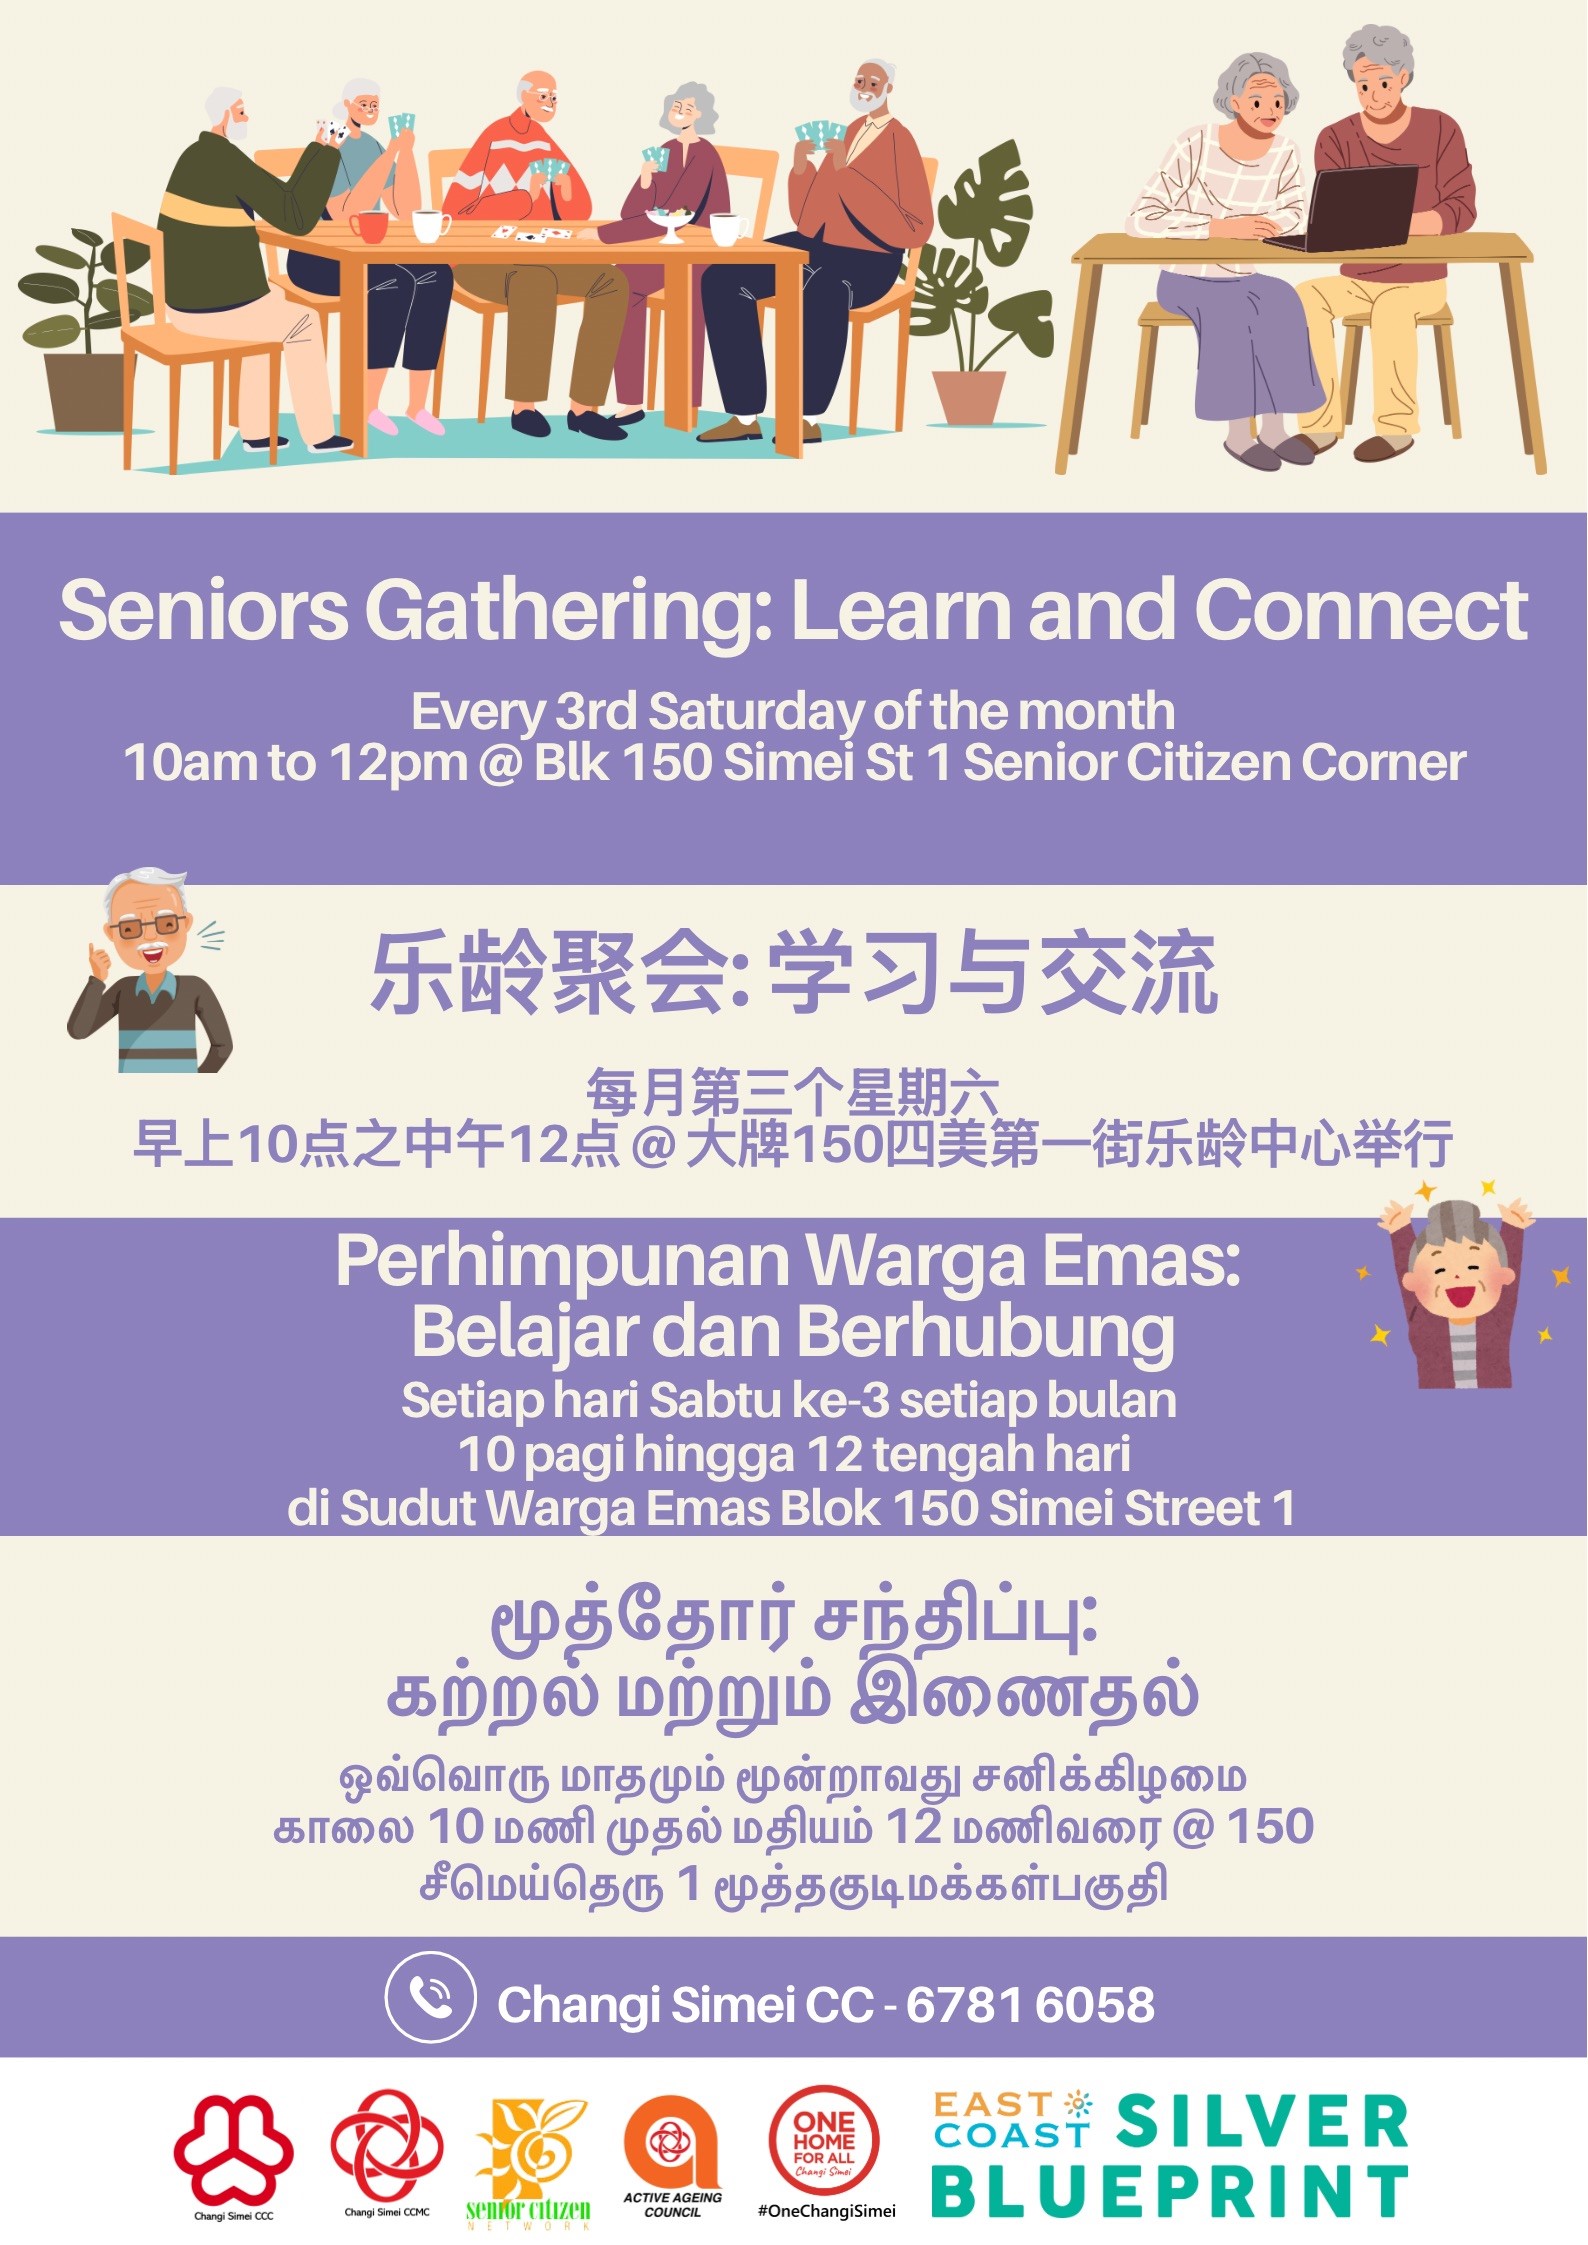 Seniors Gathering: Learn and Connect
Every 3rd Saturday of the month
10am to 12pm @ Blk 150 Simei St 1 Senior Citizen Corner
乐龄聚会: 学习与交流
每月第三个星期六
早上10点之中午12点 @ 大牌150四美第一街乐龄中心举行
Perhimpunan Warga Emas:
Belajar dan Berhubung
Setiap hari Sabtu ke-3 setiap bulan
10 pagi hingga 12 tengah hari
di Sudut Warga Emas Blok 150 Simei Street 1
மூத்தோர் சந்திப்பு:
கற்றல் மற்றும் இணைதல்
ஒவ்வொரு மாதமும் மூன்றாவது சனிக்கிழமை
காலை 10 மணி முதல் மதியம் 12 மணிவரை @ 150
சீமெய்தெரு 1 மூத்தகுடிமக்கள்பகுதி
Changi Simei CC - 6781 6058
Changi Simei CCC
Changi Simei CCMC
senior citizen
NETWORK
ACTIVE AGEING
COUNCIL
ONE
HOME
FOR ALL
Changi Simei
#OneChangiSimei
EAST
COAST
SILVER
BLUEPRINT